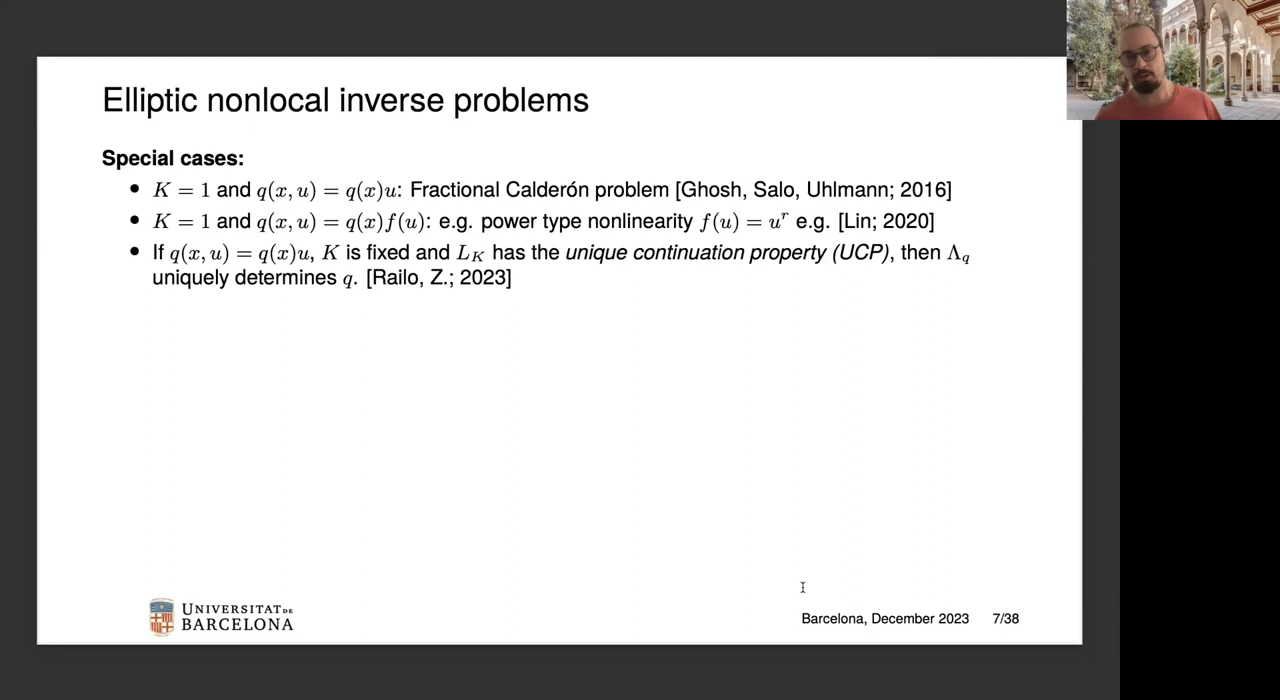 Elliptic nonlocal inverse problems
Special cases:
• K = 1 and q(x, u) = q(x)u: Fractional Calderón problem [Ghosh, Salo, Uhlmann; 2016]
• K = 1 and q(x, u) = q(x)f(u): e.g. power type nonlinearity f(u) = uʳ e.g. [Lin; 2020]
• If q(x, u) = q(x)u, K is fixed and L_K has the unique continuation property (UCP), then Λ_q
uniquely determines q. [Railo, Z.; 2023]
UNIVERSITAT DE
BARCELONA
Barcelona, December 2023 7/38